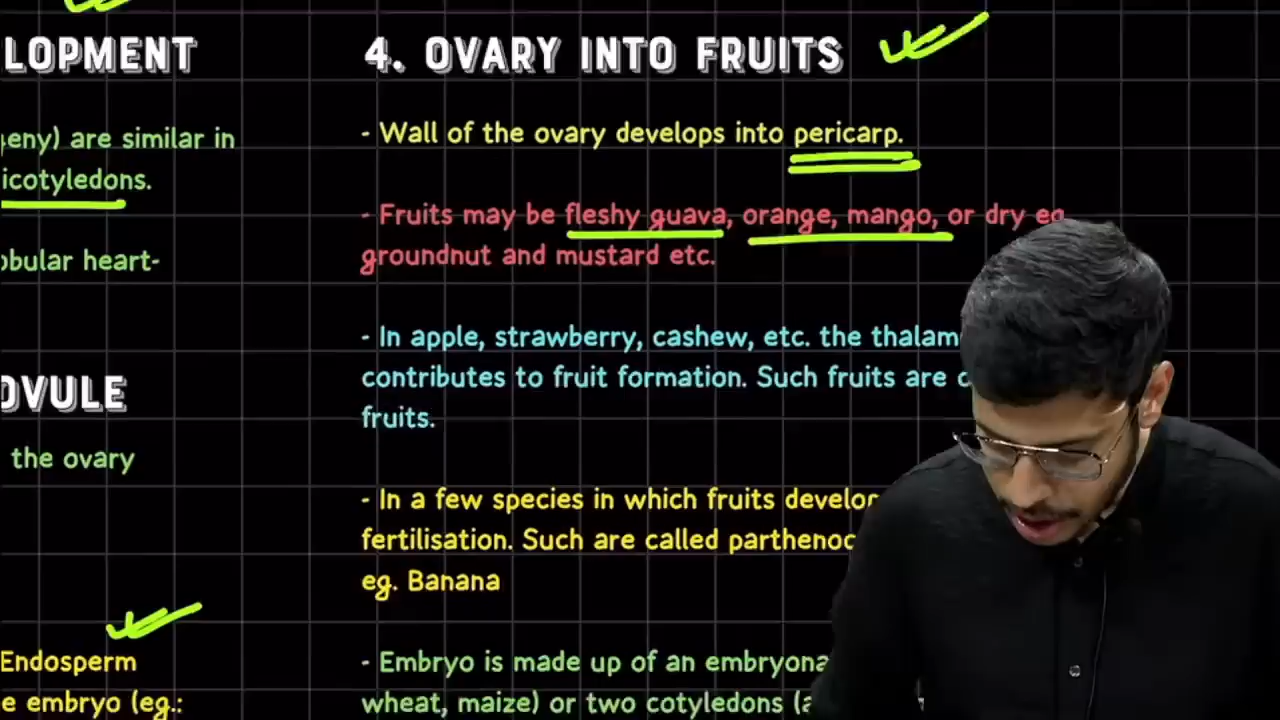 LOPMENT
eny) are similar in
icotyledons.
obular heart-
OVULE
the ovary
Endosperm
e embryo (eg.:
4. OVARY INTO FRUITS
- Wall of the ovary develops into pericarp.
- Fruits may be fleshy guava, orange, mango, or dry eg
groundnut and mustard etc.
- In apple, strawberry, cashew, etc. the thalam
contributes to fruit formation. Such fruits are
fruits.
- In a few species in which fruits develop
fertilisation. Such are called parthenoc
eg. Banana
- Embryo is made up of an embryona
wheat, maize) or two cotyledons (